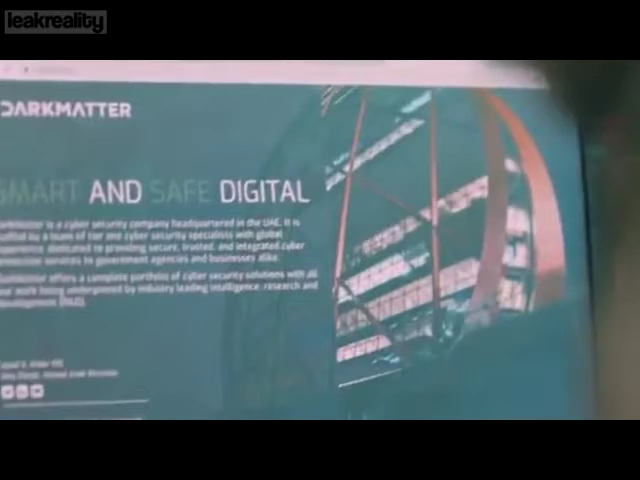 leakreality
DARKMATTER
SMART AND SAFE DIGITAL
DarkMatter is a cyber security company headquartered in the UAE. It is
staffed by a team of tier one cyber security specialists with global
dedicated to providing secure, trusted, and integrated cyber
protection services to government agencies and businesses alike.
DarkMatter offers a complete portfolio of cyber security solutions with all
our work being underpinned by industry leading intelligence, research and
development (R&D).